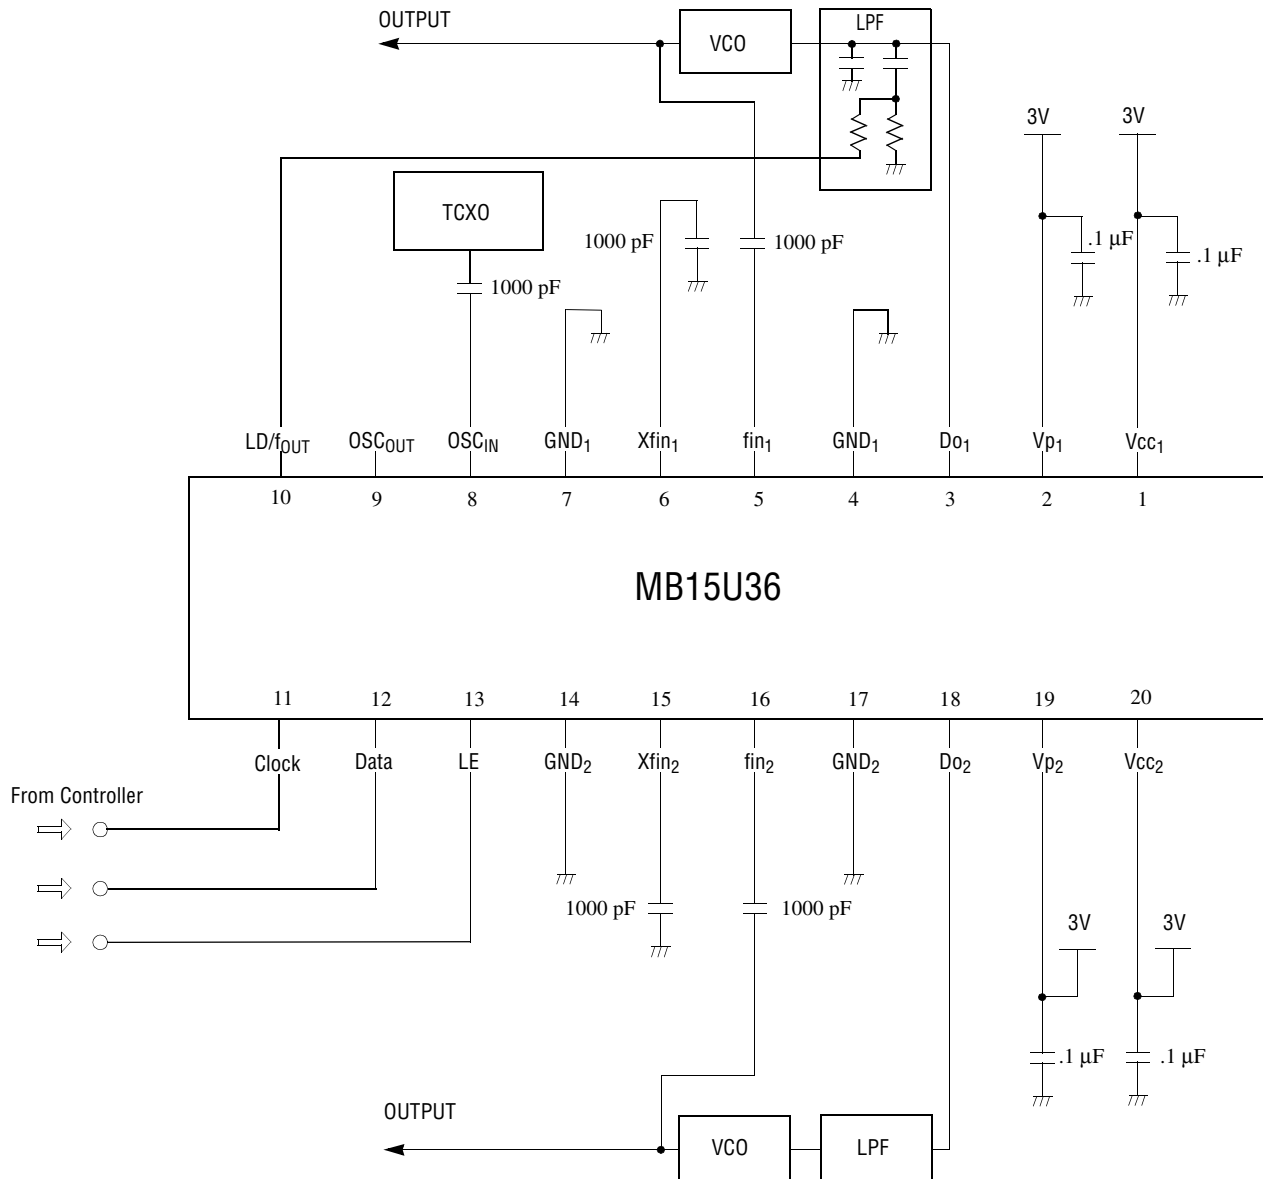 OUTPUT
VCO
LPF
3V
3V
TCXO
1000 pF
1000 pF
1000 pF
.1 µF
.1 µF
LD/fOUT
OSCOUT
OSCIN
GND1
Xfin1
fin1
GND1
Do1
Vp1
Vcc1
10
9
8
7
6
5
4
3
2
1
MB15U36
11
12
13
14
15
16
17
18
19
20
Clock
Data
LE
GND2
Xfin2
fin2
GND2
Do2
Vp2
Vcc2
From Controller
1000 pF
1000 pF
3V
3V
.1 µF
.1 µF
OUTPUT
VCO
LPF